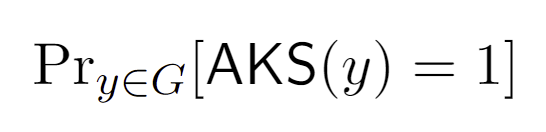 Pr_{y∈G}[AKS(y) = 1]